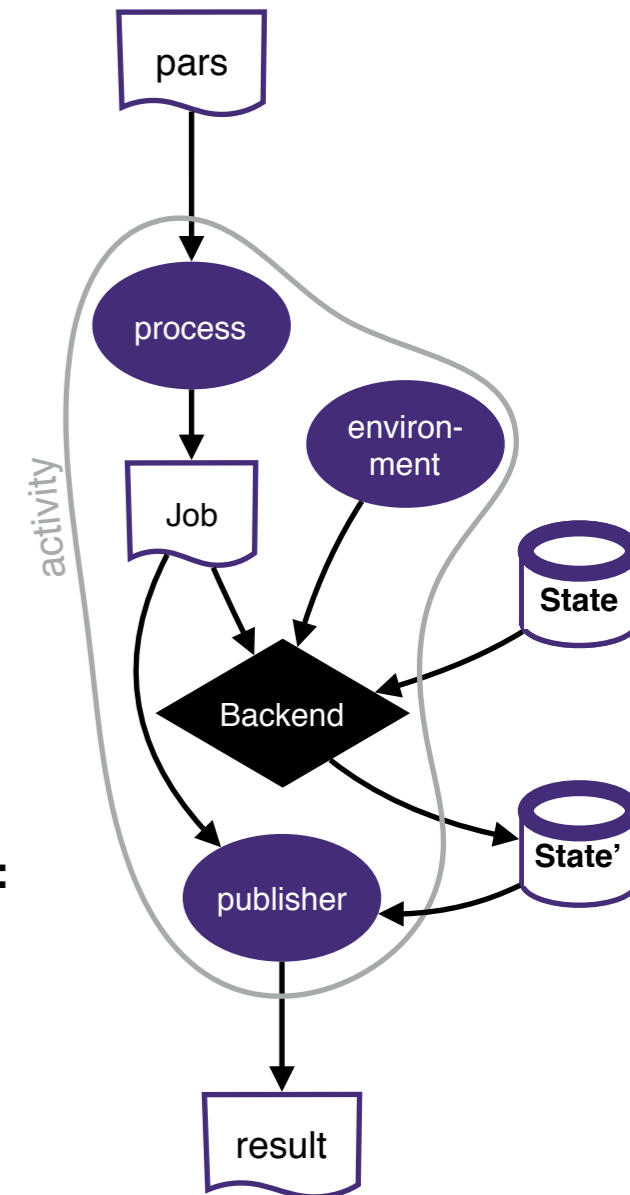 pars
process
environ-
ment
activity
Job
State
Backend
State’
:
publisher
result